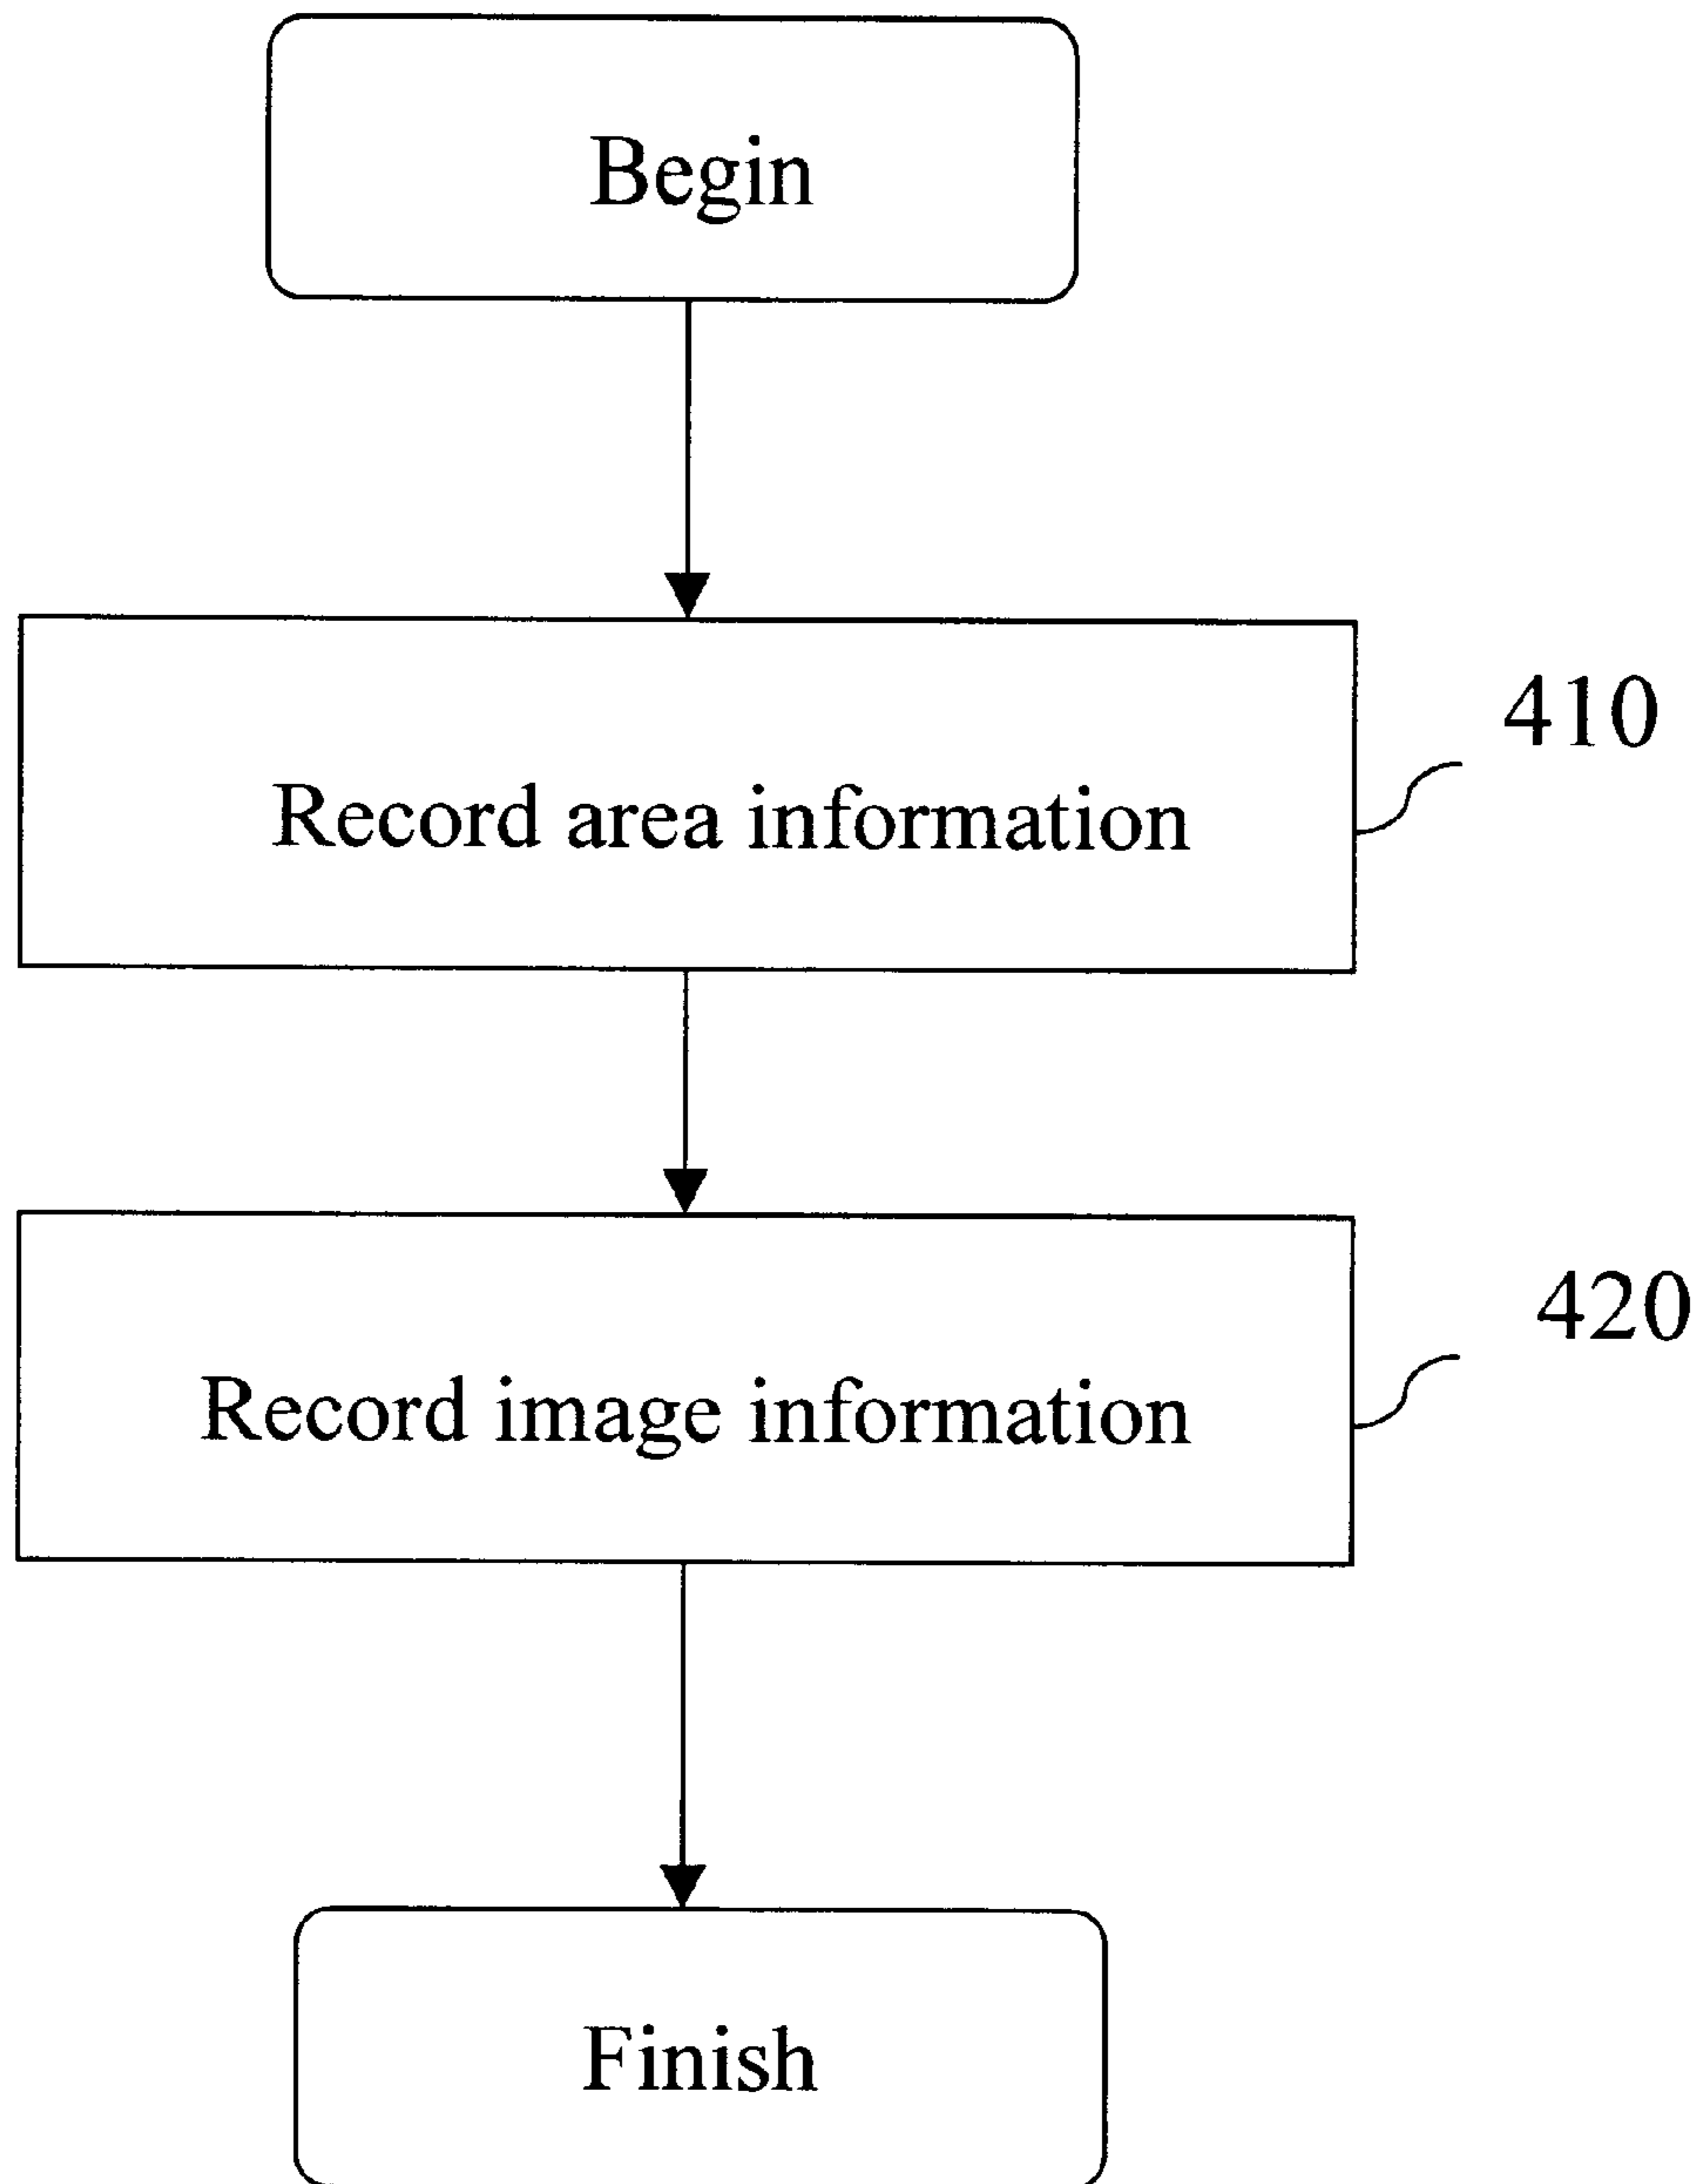 Begin
410
Record area information
420
Record image information
Finish